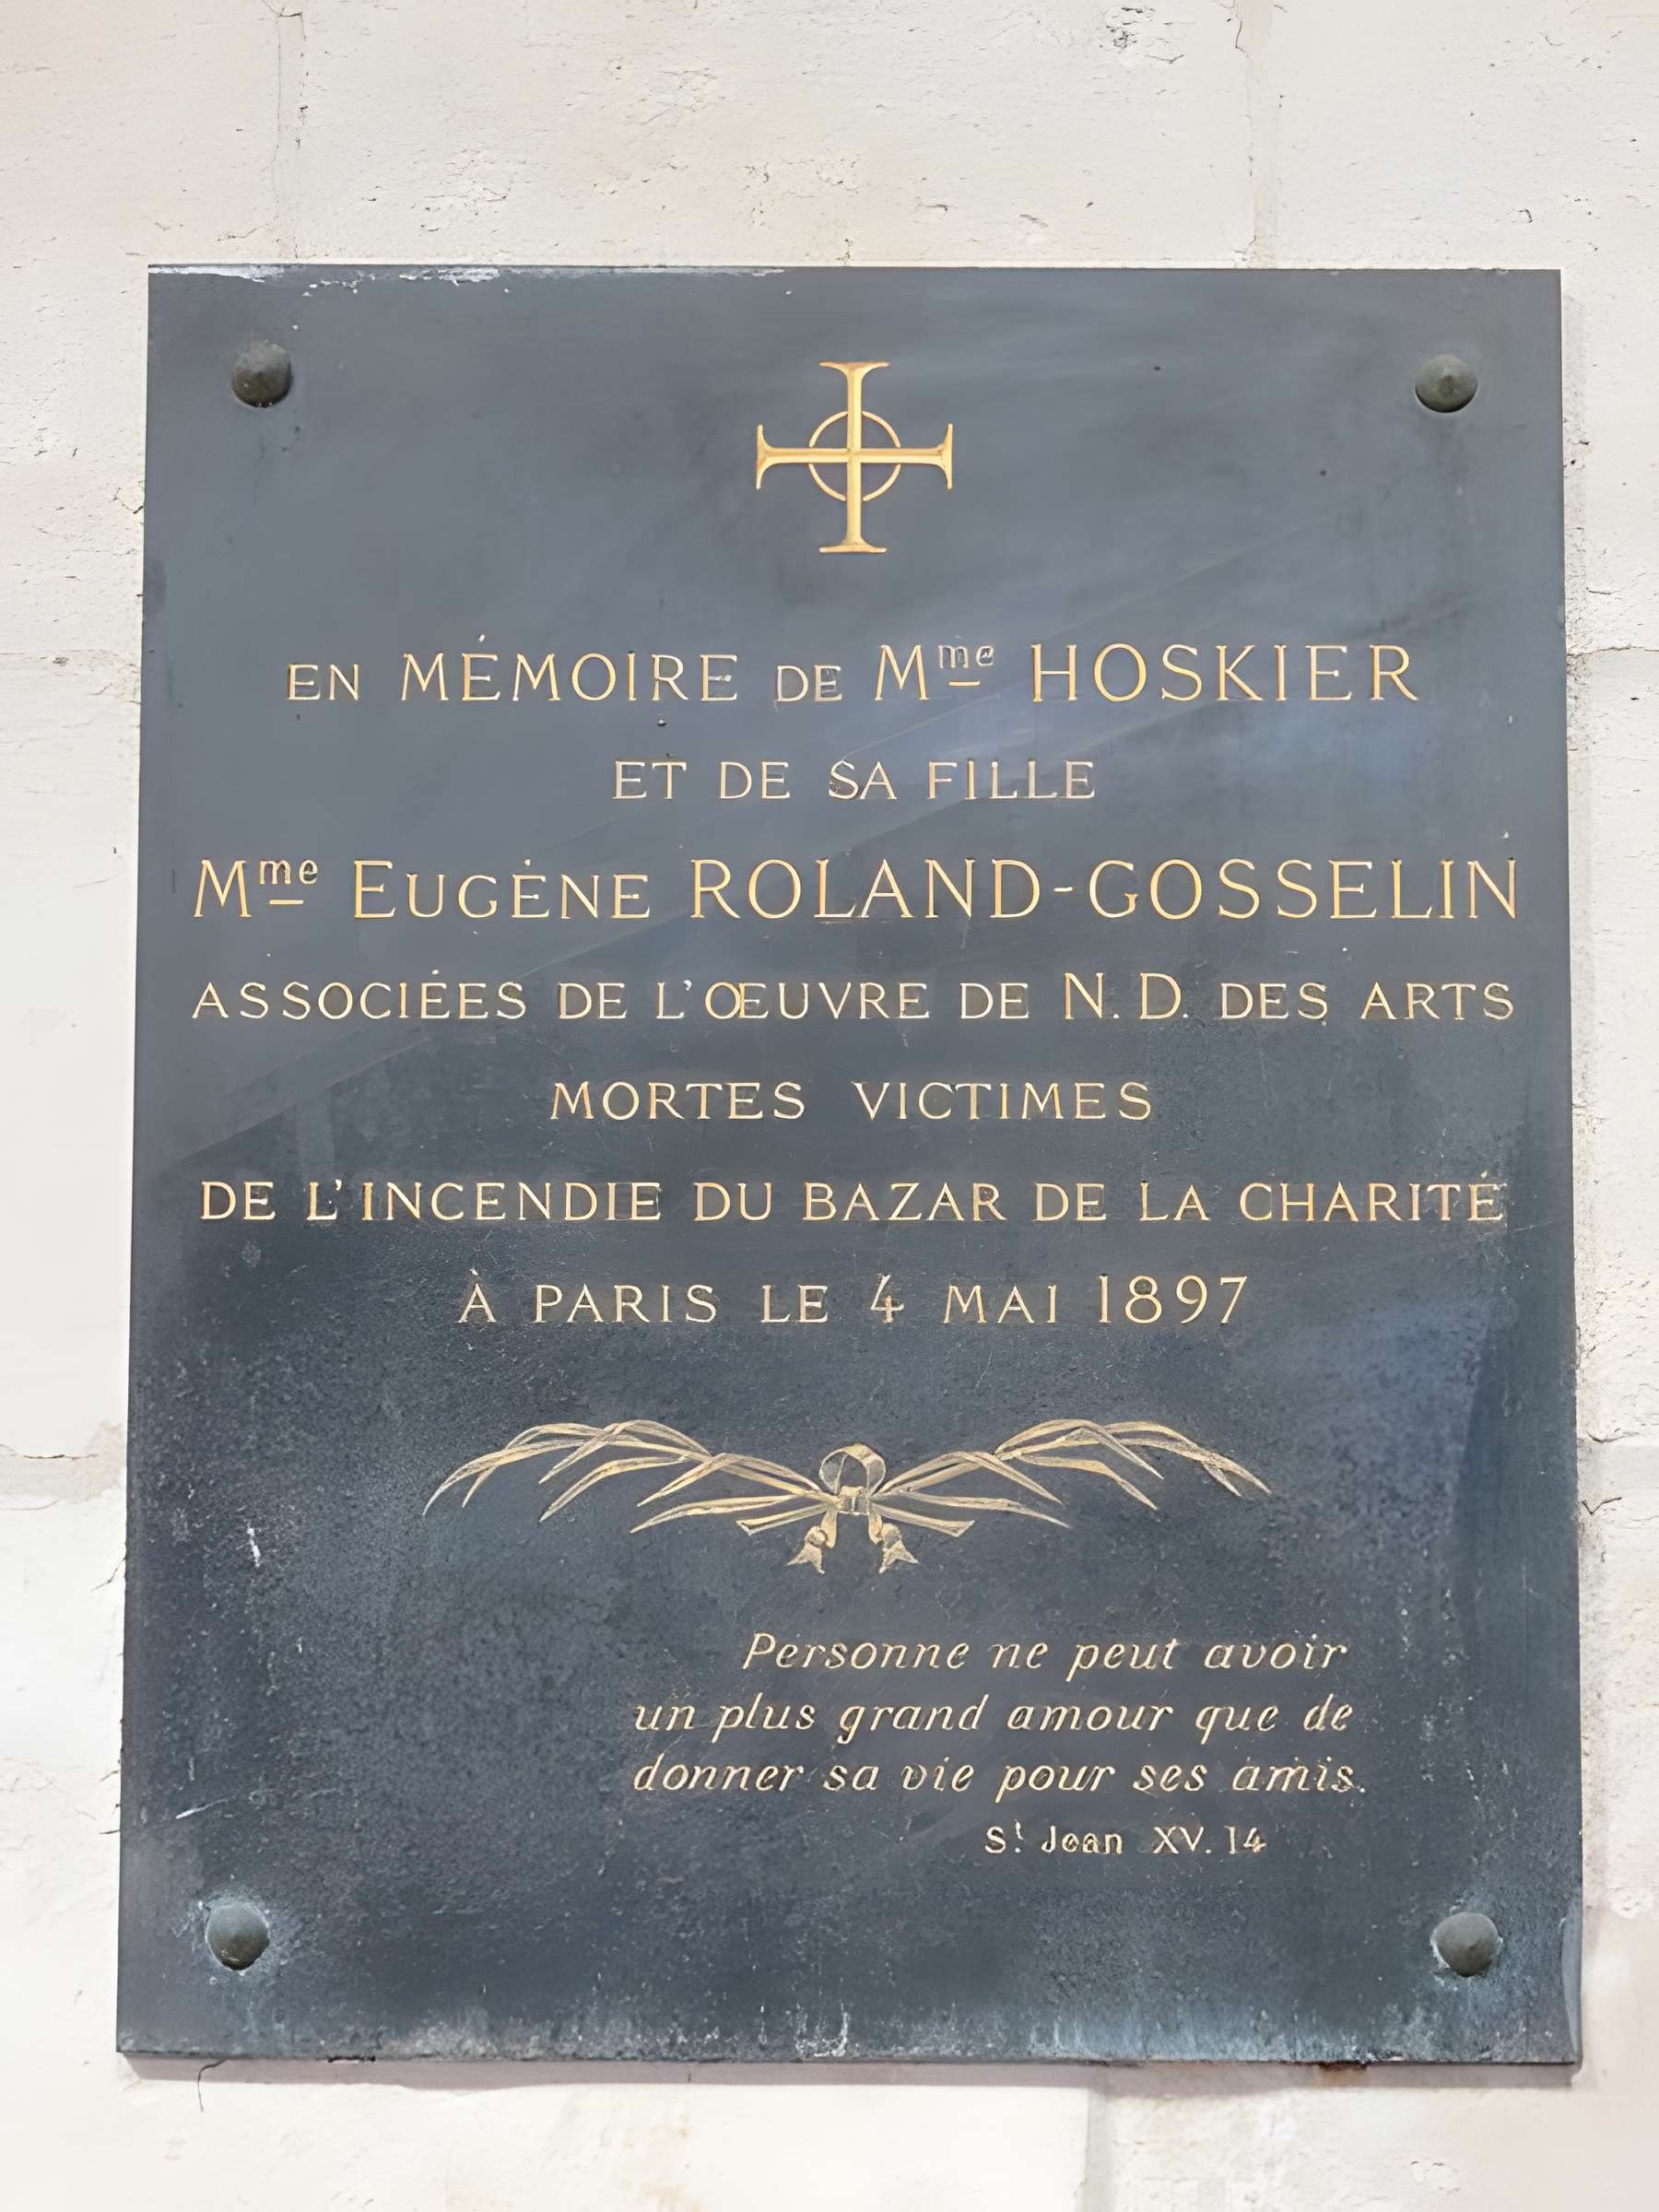 EN MÉMOIRE DE Mme HOSKIER
ET DE SA FILLE
Mme EUGÈNE ROLAND-GOSSELIN
ASSOCIÉES DE L'ŒUVRE DE N.D. DES ARTS
MORTES VICTIMES
DE L'INCENDIE DU BAZAR DE LA CHARITÉ
À PARIS LE 4 MAI 1897
Personne ne peut avoir
un plus grand amour que de
donner sa vie pour ses amis.
St Jean XV. 14